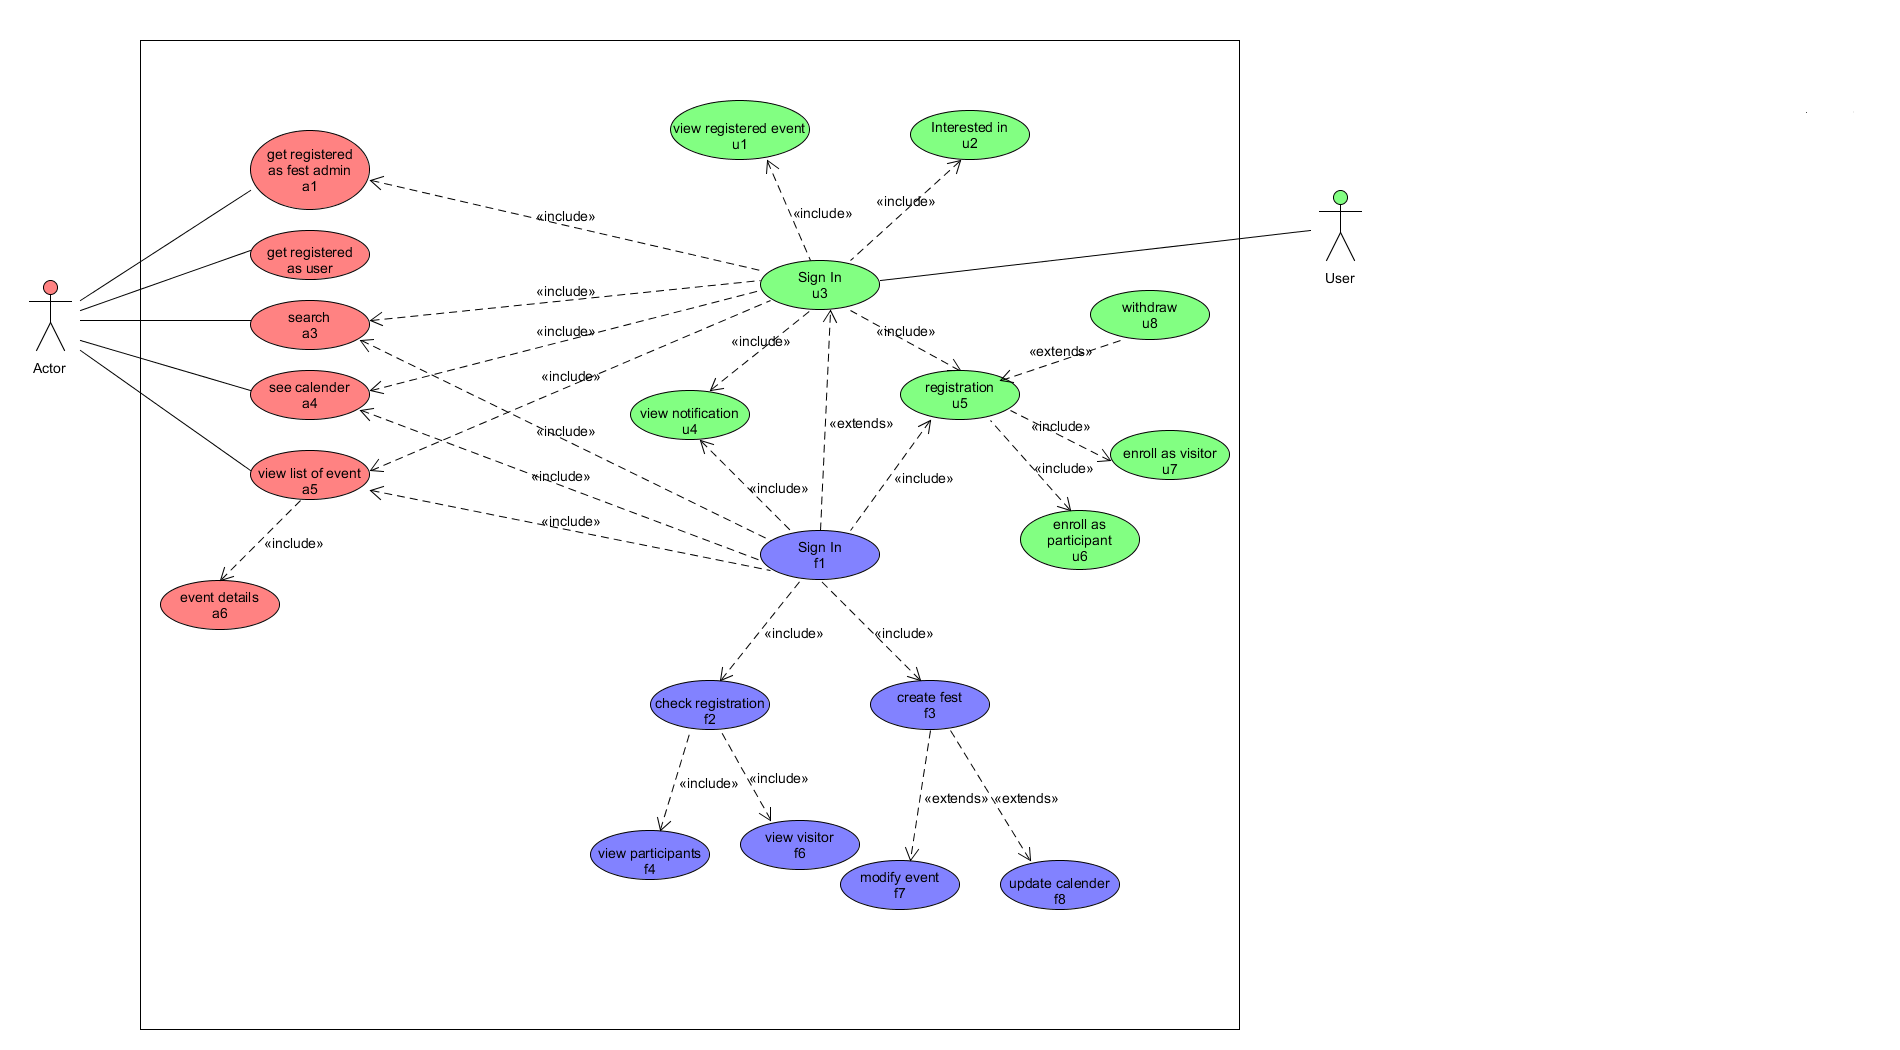 view registered event
u1
Interested in
u2
get registered
as fest admin
a1
«include»
«include»
«include»
get registered
as user
Sign In
u3
User
«include»
search
a3
«include»
«include»
«include»
withdraw
u8
«extends»
Actor
«include»
see calender
a4
registration
u5
view notification
u4
«extends»
«include»
«include»
enroll as visitor
u7
view list of event
a5
«include»
«include»
«include»
«include»
«include»
enroll as
participant
u6
Sign In
f1
«include»
event details
a6
«include»
«include»
check registration
f2
create fest
f3
«include»
«include»
«extends»
«extends»
view participants
f4
view visitor
f6
modify event
f7
update calender
f8